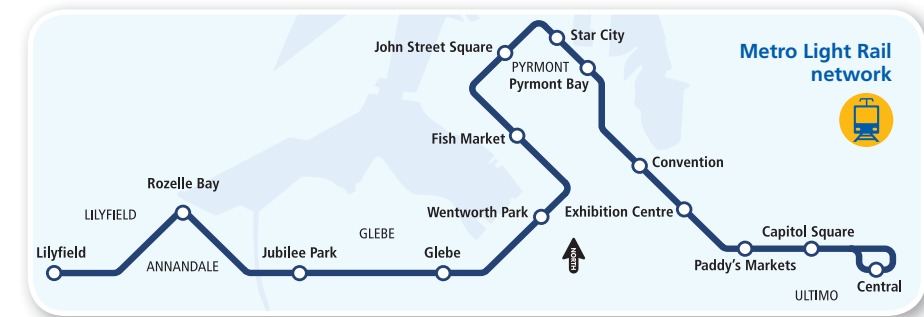 Metro Light Rail
network
Star City
John Street Square
PYRMONT
Pyrmont Bay
Fish Market
Convention
Rozelle Bay
LILYFIELD
Wentworth Park
Exhibition Centre
GLEBE
Capitol Square
Lilyfield
ANNANDALE
Jubilee Park
Glebe
NORTH
Paddy's Markets
Central
ULTIMO